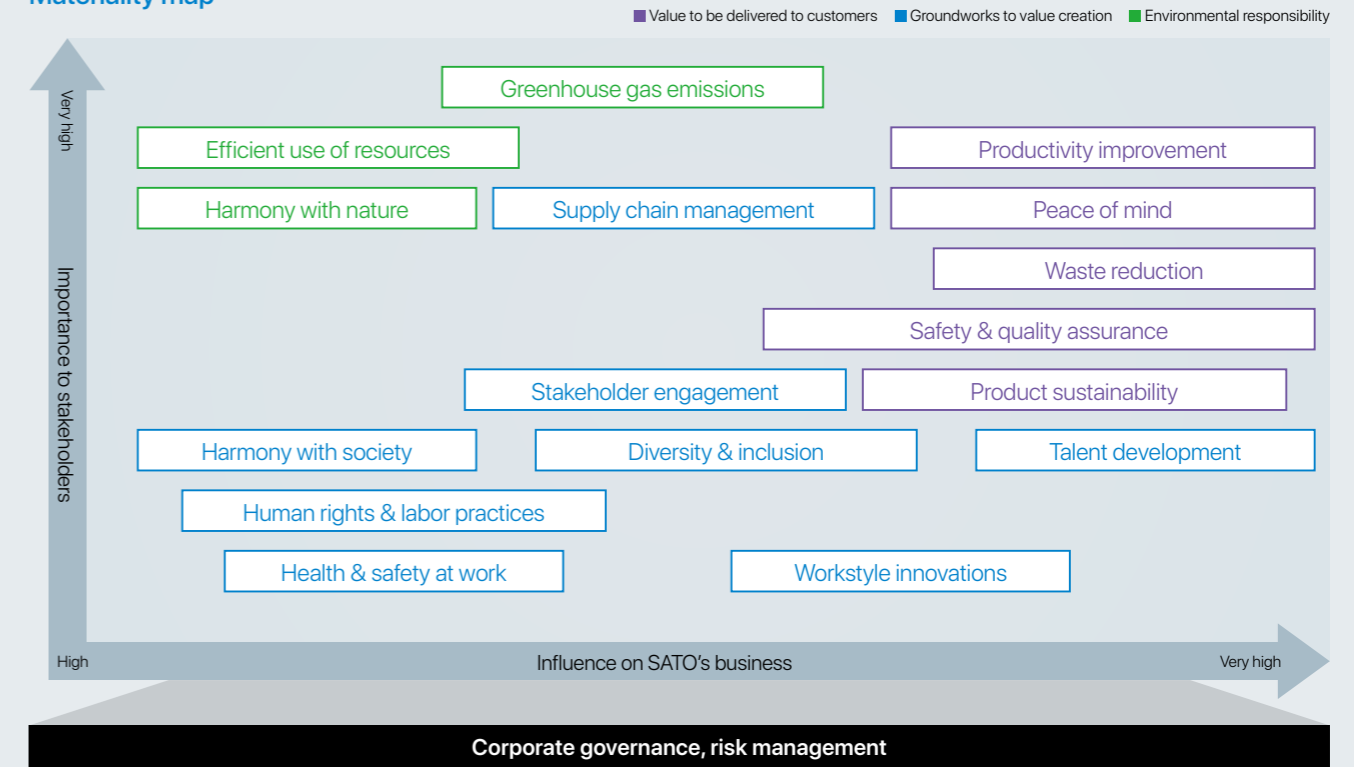 Materiality map
Value to be delivered to customers
Groundworks to value creation
Environmental responsibility
Very high
Importance to stakeholders
Greenhouse gas emissions
Efficient use of resources
Productivity improvement
Harmony with nature
Supply chain management
Peace of mind
Waste reduction
Safety & quality assurance
Stakeholder engagement
Product sustainability
Harmony with society
Diversity & inclusion
Talent development
Human rights & labor practices
Health & safety at work
Workstyle innovations
High
Influence on SATO’s business
Very high
Corporate governance, risk management